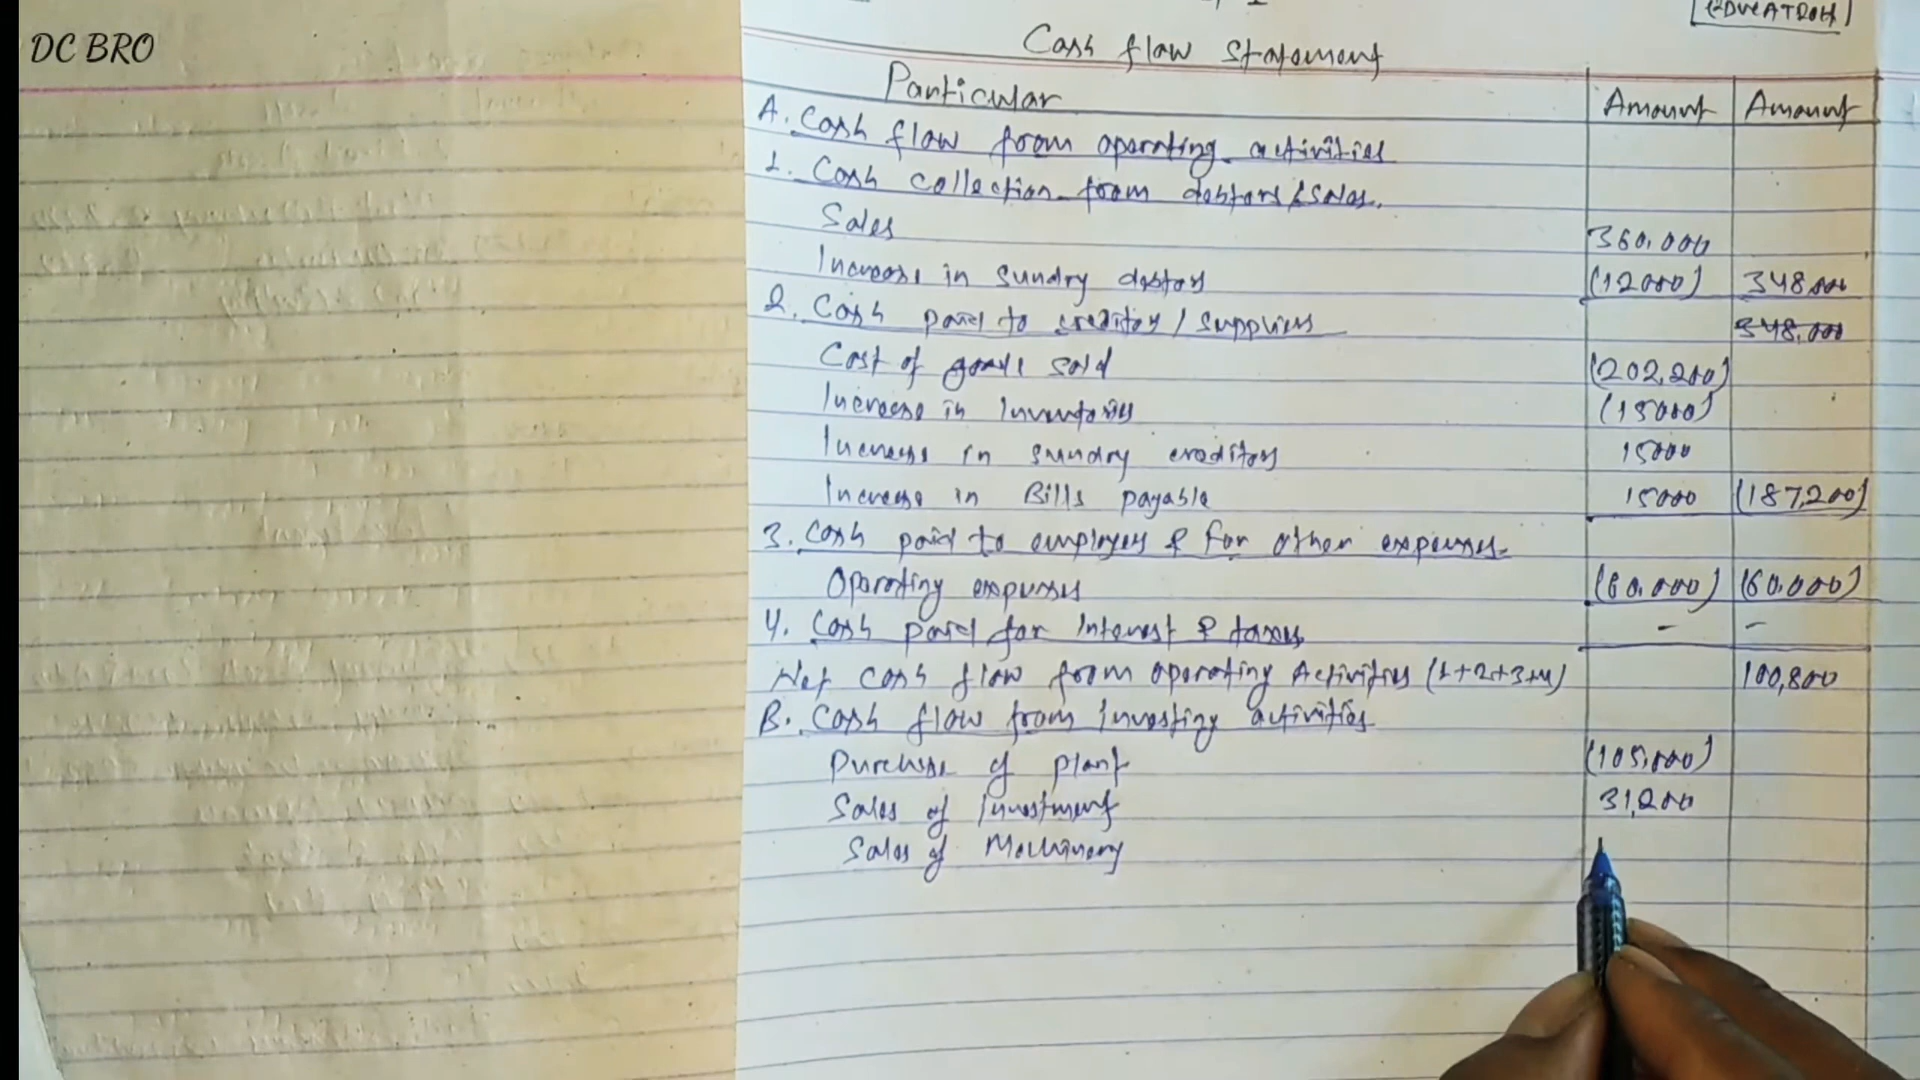 DC BRO
Cash flow Statement
Particular Amount Amount
A. Cash flow from operating activities
1. Cash collection from debtors/sales.
Sales 360,000
Increase in sundry debtors (12000) 348,000
2. Cash paid to creditors/suppliers 348,000
Cost of goods sold (202,200)
Increase in Inventories (15000)
Increase in sundry creditors 15000
Increase in Bills payable 15000 (187,200)
3. Cash paid to employees & for other expenses.
Operating expenses (60,000) (60,000)
4. Cash paid for Interest & taxes - -
Net cash flow from operating Activities (1+2+3+4) 100,800
B. Cash flow from Investing activities
Purchase of plant (105,000)
Sales of Investment 31,200
Sales of Machinery